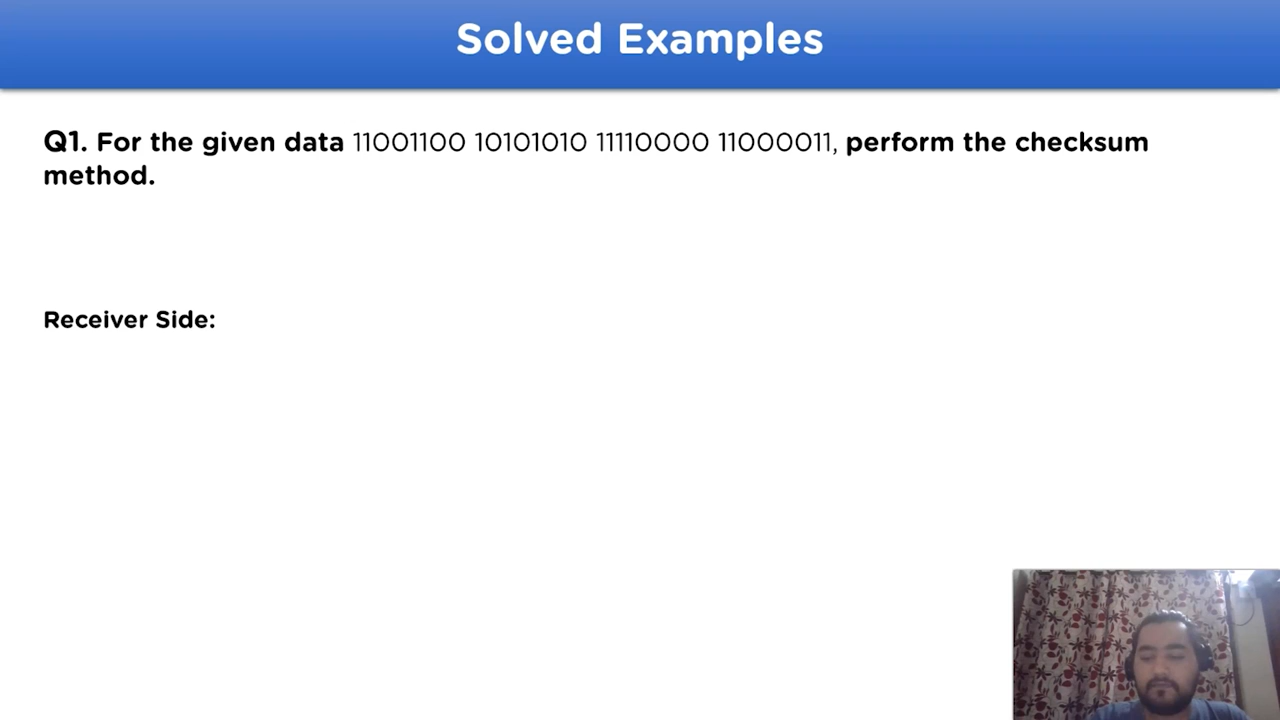 Solved Examples
Q1. For the given data 11001100 10101010 11110000 11000011, perform the checksum
method.
Receiver Side: